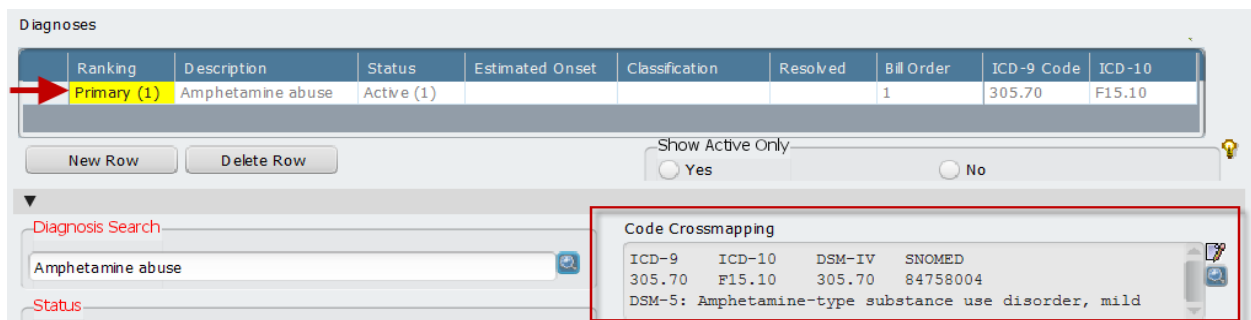 Diagnoses
Ranking Description Status Estimated Onset Classification Resolved Bill Order ICD-9 Code ICD-10
Primary (1) Amphetamine abuse Active (1) 1 305.70 F15.10
New Row Delete Row Show Active Only
Yes No
Diagnosis Search Code Crossmapping
Amphetamine abuse
ICD-9 ICD-10 DSM-IV SNOMED
305.70 F15.10 305.70 84758004
DSM-5: Amphetamine-type substance use disorder, mild
Status